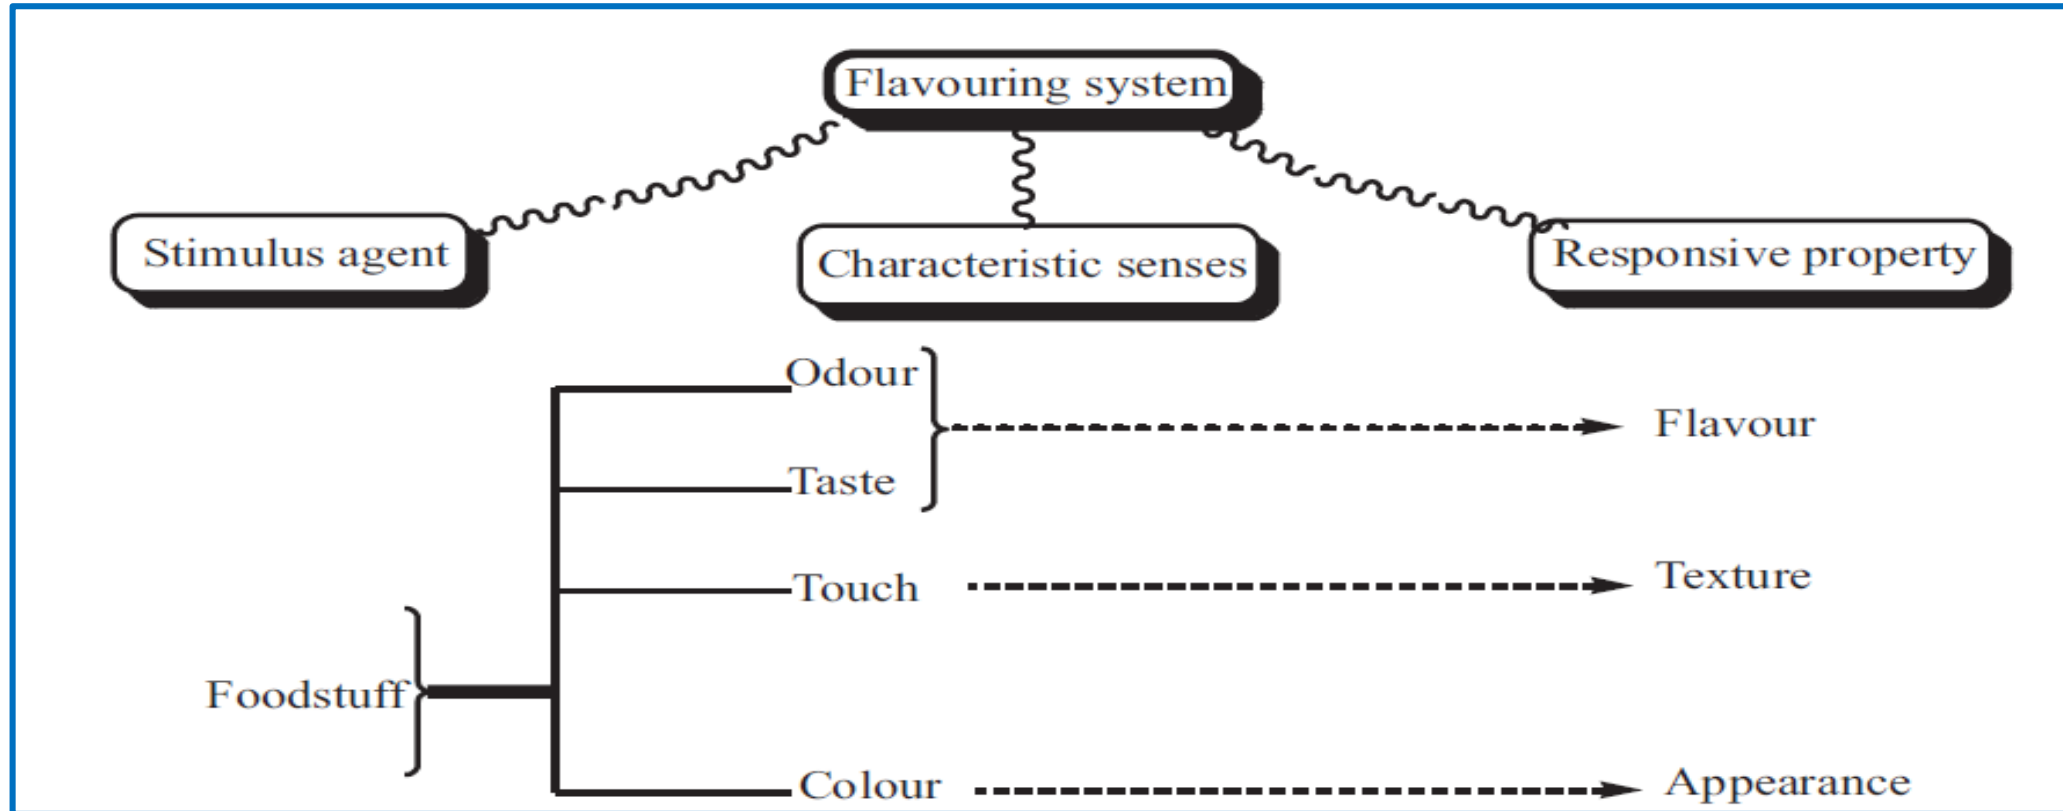 Flavouring system
Stimulus agent
Characteristic senses
Responsive property
Odour
Flavour
Taste
Touch
Texture
Foodstuff
Colour
Appearance